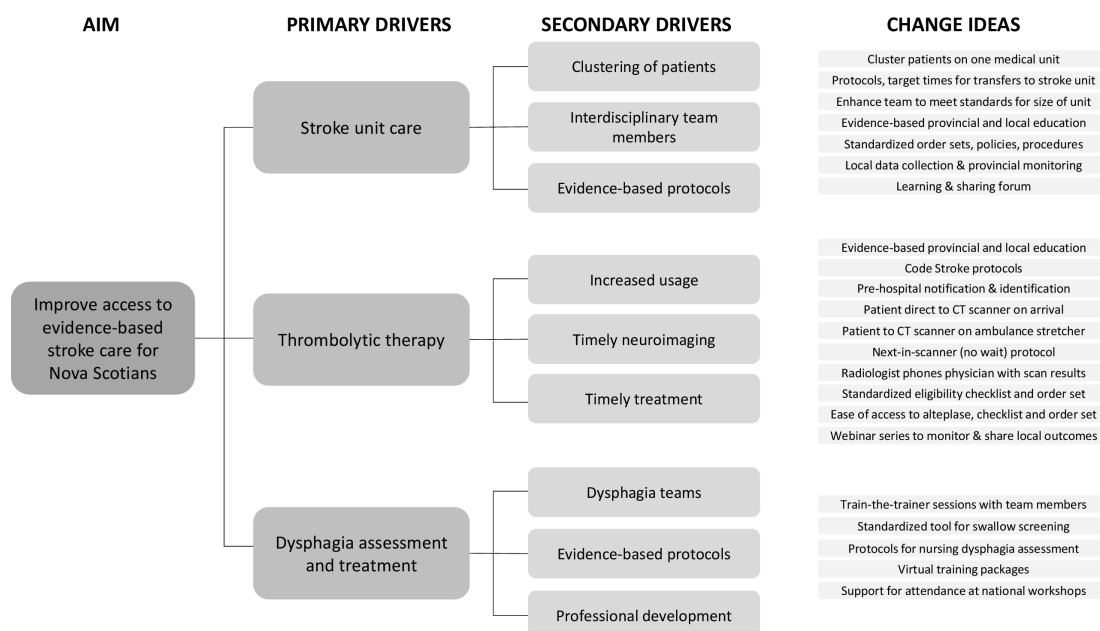 AIM
PRIMARY DRIVERS
SECONDARY DRIVERS
CHANGE IDEAS
Improve access to
evidence-based
stroke care for
Nova Scotians
Stroke unit care
Clustering of patients
Interdisciplinary team
members
Evidence-based protocols
Cluster patients on one medical unit
Protocols, target times for transfers to stroke unit
Enhance team to meet standards for size of unit
Evidence-based provincial and local education
Standardized order sets, policies, procedures
Local data collection & provincial monitoring
Learning & sharing forum
Thrombolytic therapy
Increased usage
Timely neuroimaging
Timely treatment
Evidence-based provincial and local education
Code Stroke protocols
Pre-hospital notification & identification
Patient direct to CT scanner on arrival
Patient to CT scanner on ambulance stretcher
Next-in-scanner (no wait) protocol
Radiologist phones physician with scan results
Standardized eligibility checklist and order set
Ease of access to alteplase, checklist and order set
Webinar series to monitor & share local outcomes
Dysphagia assessment
and treatment
Dysphagia teams
Evidence-based protocols
Professional development
Train-the-trainer sessions with team members
Standardized tool for swallow screening
Protocols for nursing dysphagia assessment
Virtual training packages
Support for attendance at national workshops